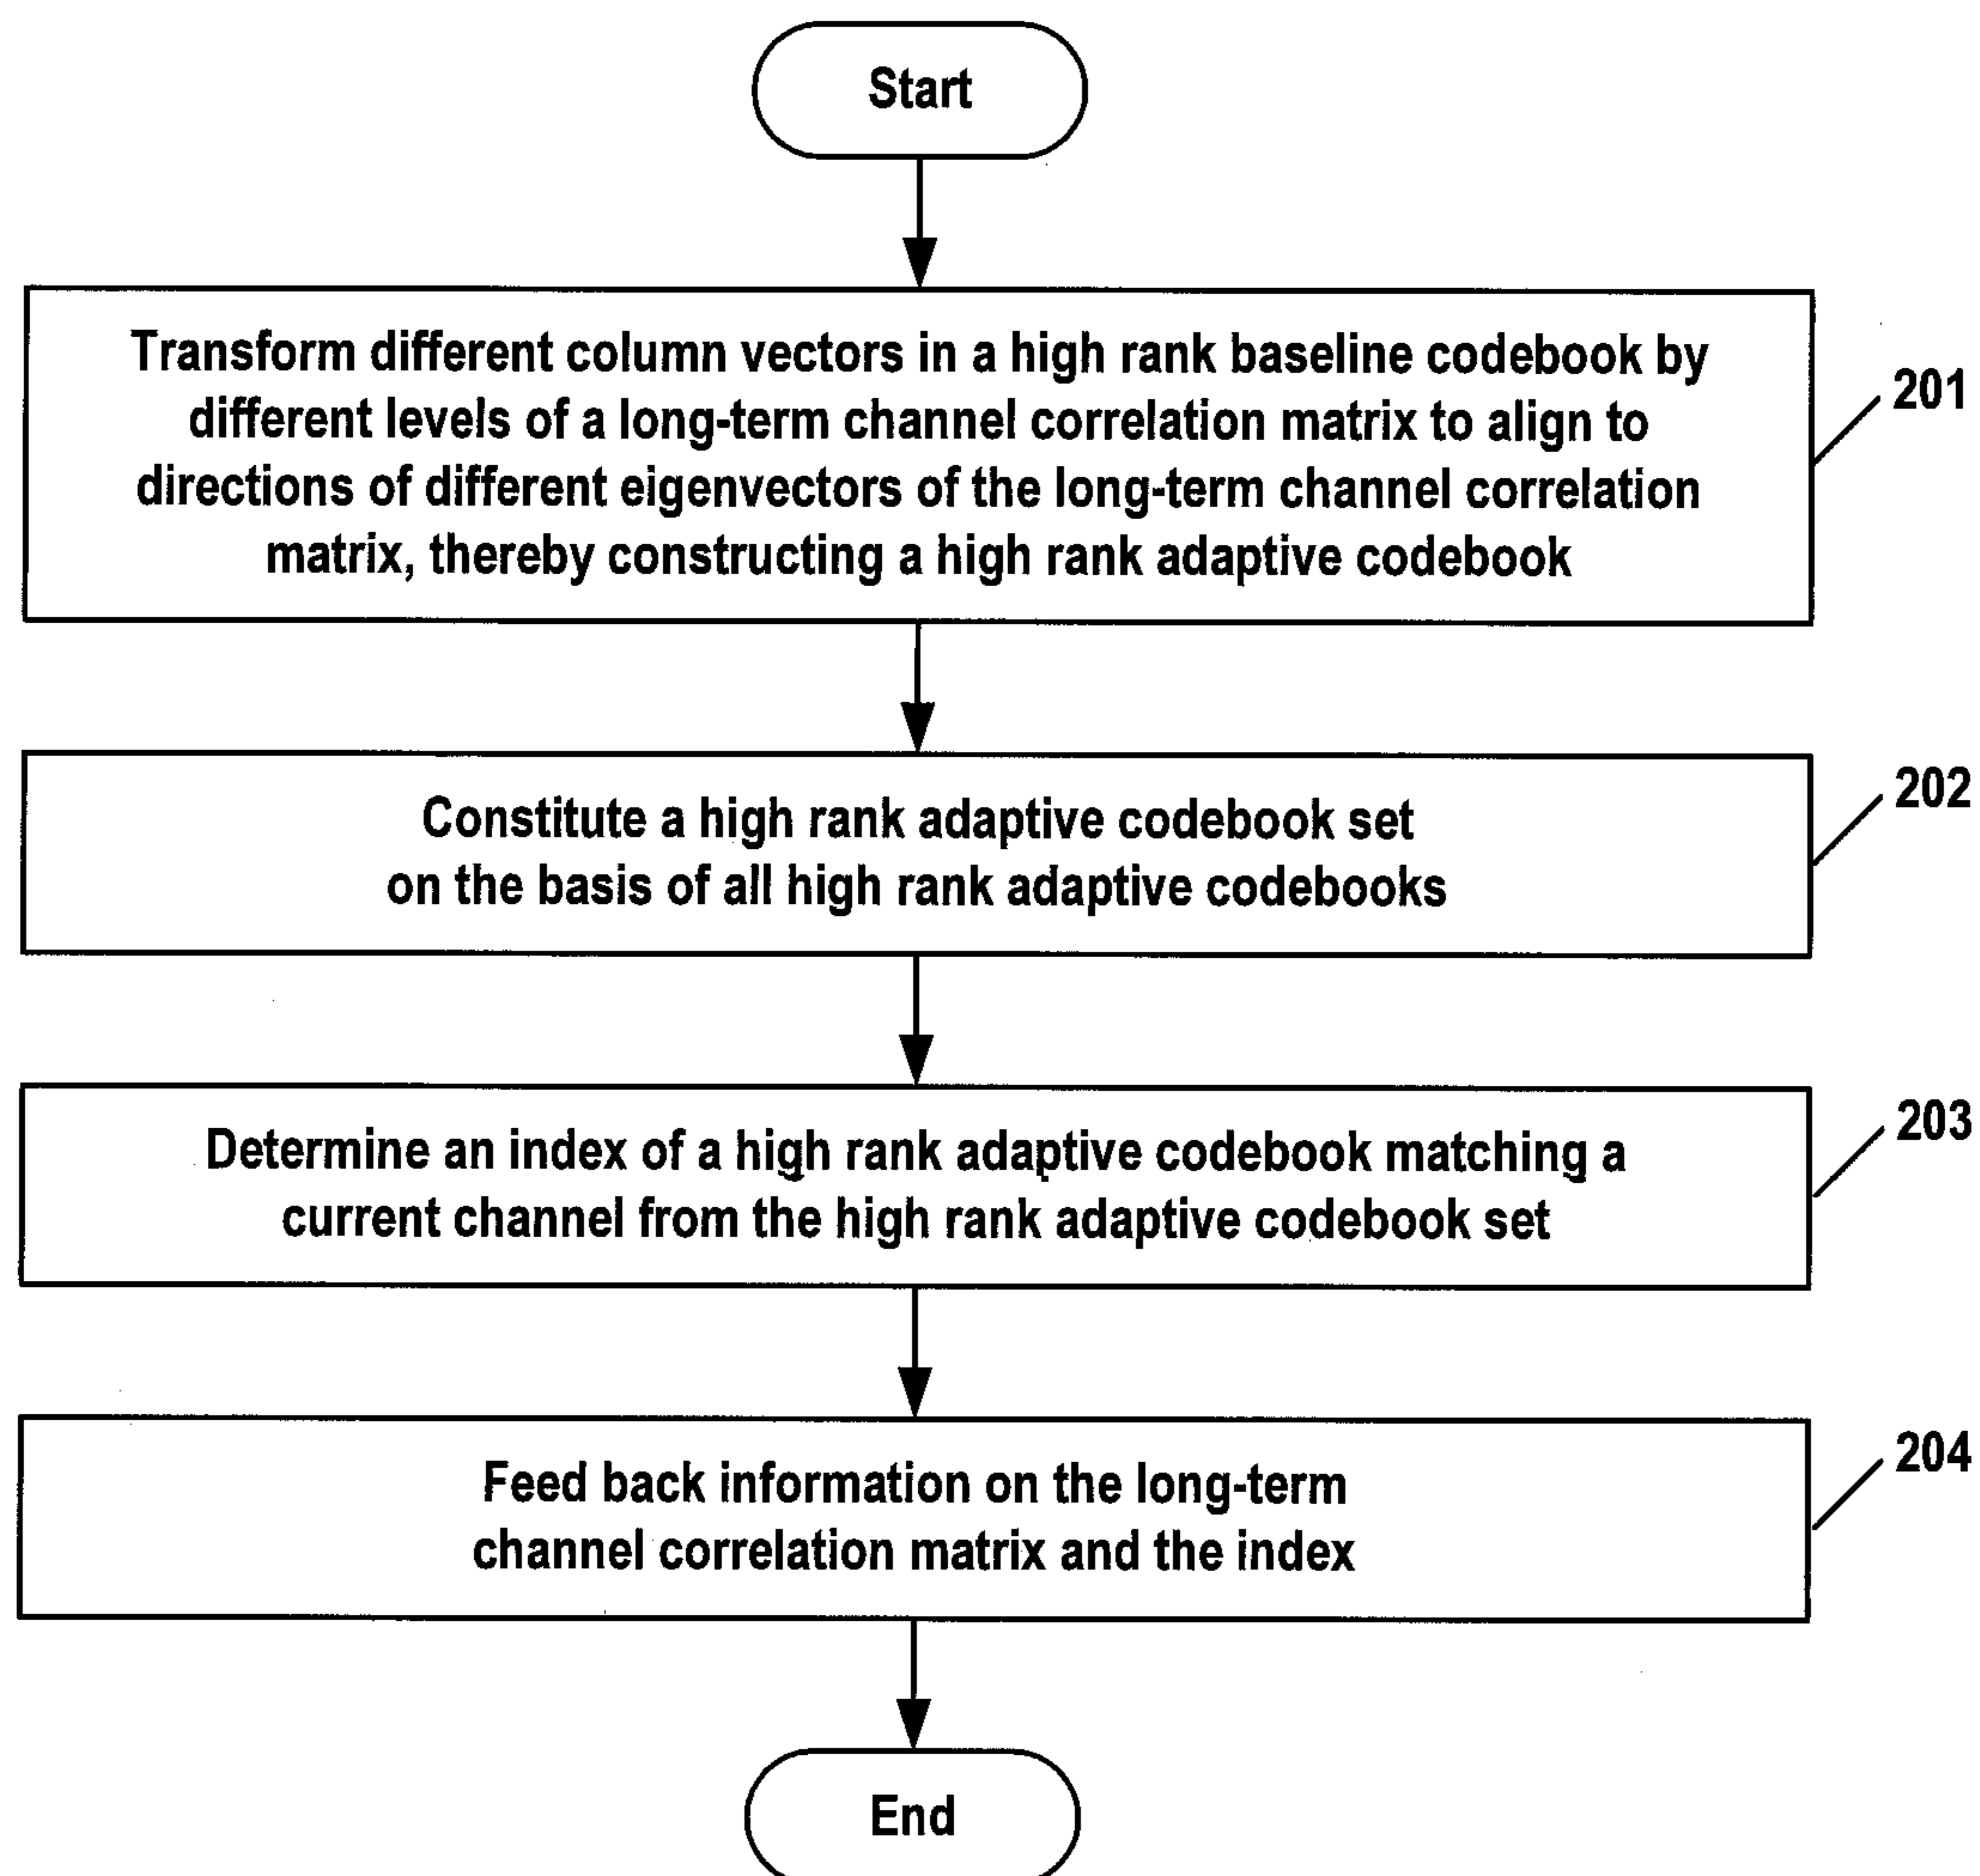 Start
Transform different column vectors in a high rank baseline codebook by
different levels of a long-term channel correlation matrix to align to
directions of different eigenvectors of the long-term channel correlation
matrix, thereby constructing a high rank adaptive codebook
201
Constitute a high rank adaptive codebook set
on the basis of all high rank adaptive codebooks
202
Determine an index of a high rank adaptive codebook matching a
current channel from the high rank adaptive codebook set
203
Feed back information on the long-term
channel correlation matrix and the index
204
End